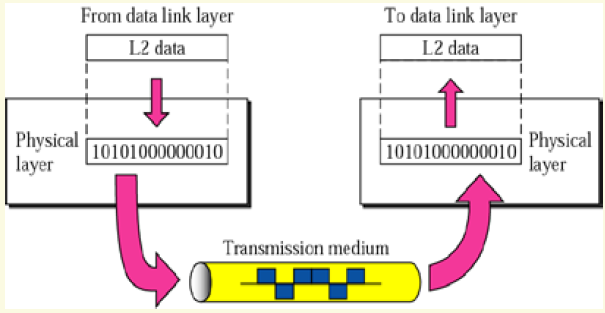 From data link layer
To data link layer
L2 data
L2 data
Physical
layer
10101000000010
10101000000010
Physical
layer
Transmission medium